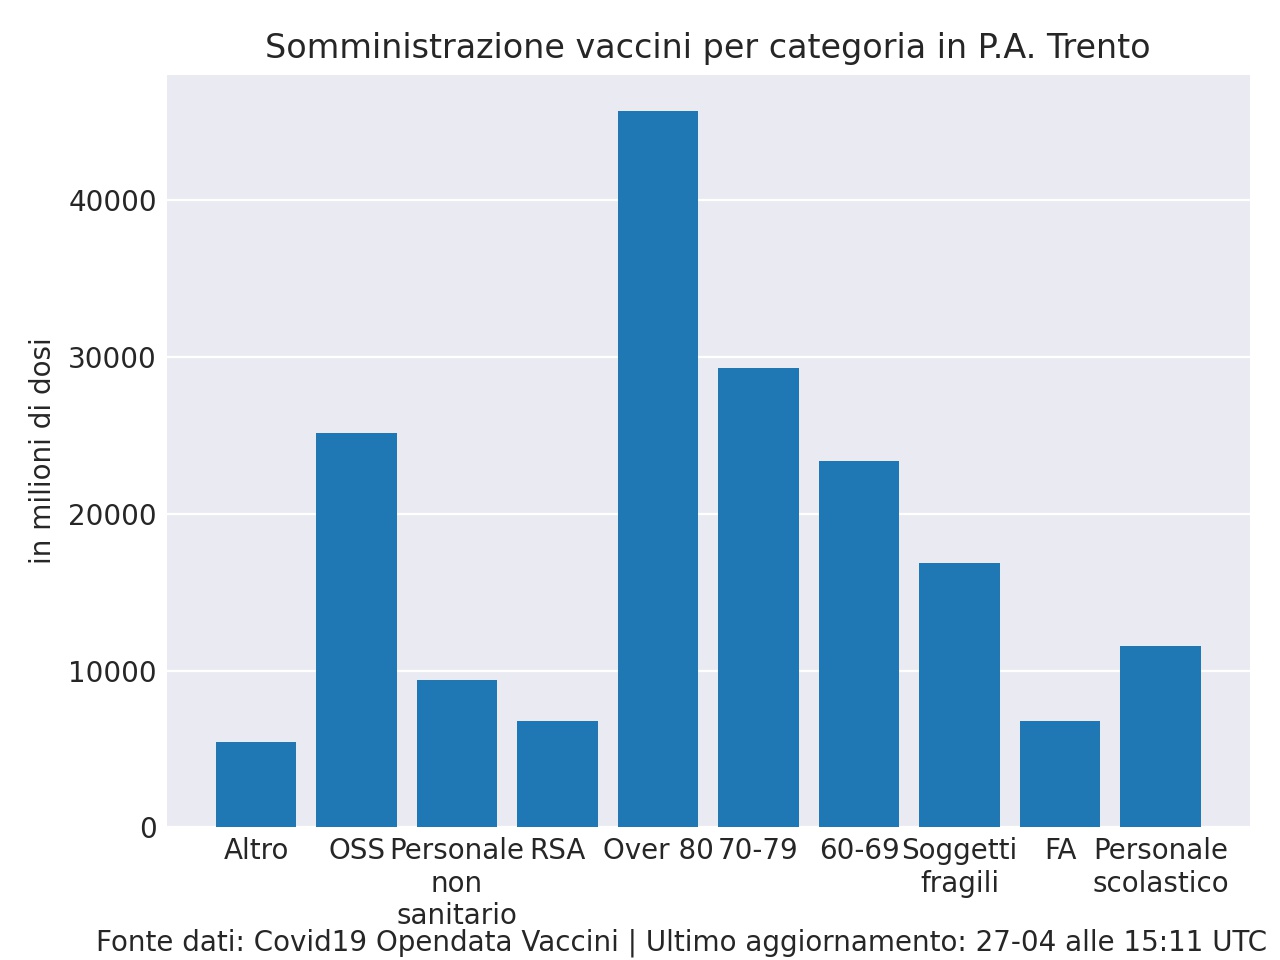 Somministrazione vaccini per categoria in P.A. Trento
in milioni di dosi
40000
30000
20000
10000
0
Altro
OSS
Personale
non
sanitario
RSA
Over 80
70-79
60-69
Soggetti
fragili
FA
Personale
scolastico
Fonte dati: Covid19 Opendata Vaccini | Ultimo aggiornamento: 27-04 alle 15:11 UTC